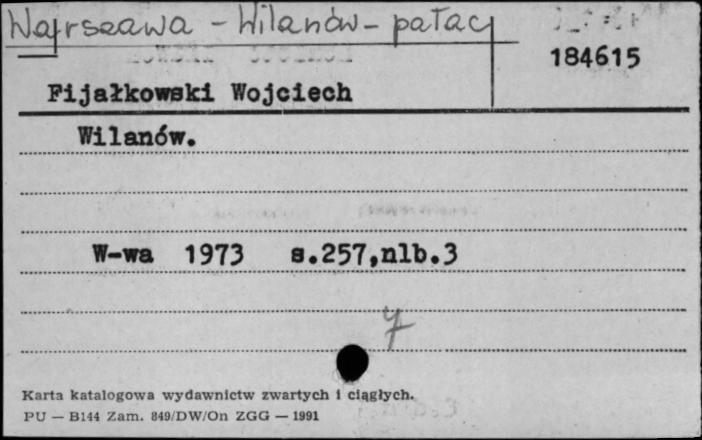 Warszawa - Wilanów - pałac
184615
Fijałkowski Wojciech
Wilanów.
W-wa 1973 s.257,nlb.3
Karta katalogowa wydawnictw zwartych i ciągłych.
PU — B144 Zam. 849/DW/On ZGG — 1991